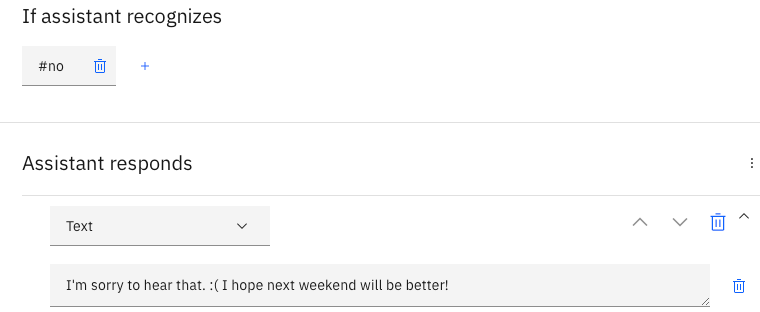 If assistant recognizes
#no
Assistant responds
Text
I'm sorry to hear that. :( I hope next weekend will be better!